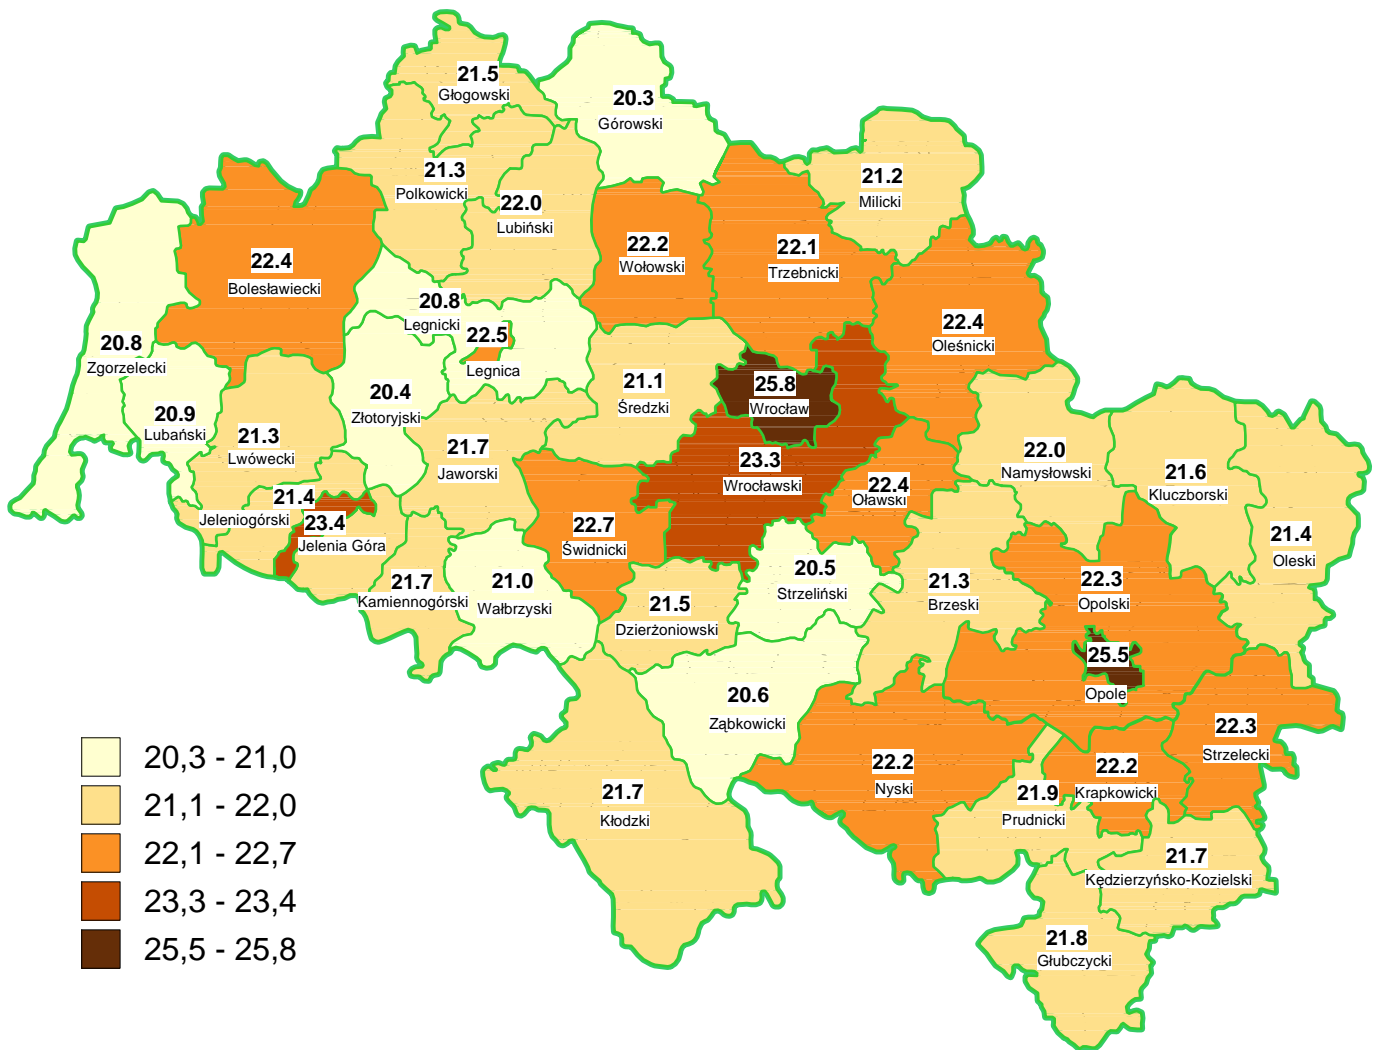 21.5
Głogowski
20.3
Górowski
21.3
Polkowicki
22.0
Lubiński
21.2
Milicki
22.4
Bolesławiecki
22.2
Wołowski
22.1
Trzebnicki
20.8
Legnicki
22.5
Legnica
22.4
Oleśnicki
20.8
Zgorzelecki
20.9
Lubański
20.4
Złotoryjski
21.1
Średzki
25.8
Wrocław
21.3
Lwówecki
21.7
Jaworski
23.3
Wrocławski
22.0
Namysłowski
21.6
Kluczborski
22.4
Oławski
21.4
Jeleniogórski
23.4
Jelenia Góra
22.7
Świdnicki
21.4
Oleski
21.7
Kamiennogórski
21.0
Wałbrzyski
20.5
Strzeliński
21.3
Brzeski
22.3
Opolski
21.5
Dzierżoniowski
25.5
Opole
20.6
Ząbkowicki
22.3
Strzelecki
22.2
Nyski
22.2
Krapkowicki
21.7
Kłodzki
21.9
Prudnicki
21.7
Kędzierzyńsko-Kozielski
21.8
Głubczycki
20,3 - 21,0
21,1 - 22,0
22,1 - 22,7
23,3 - 23,4
25,5 - 25,8